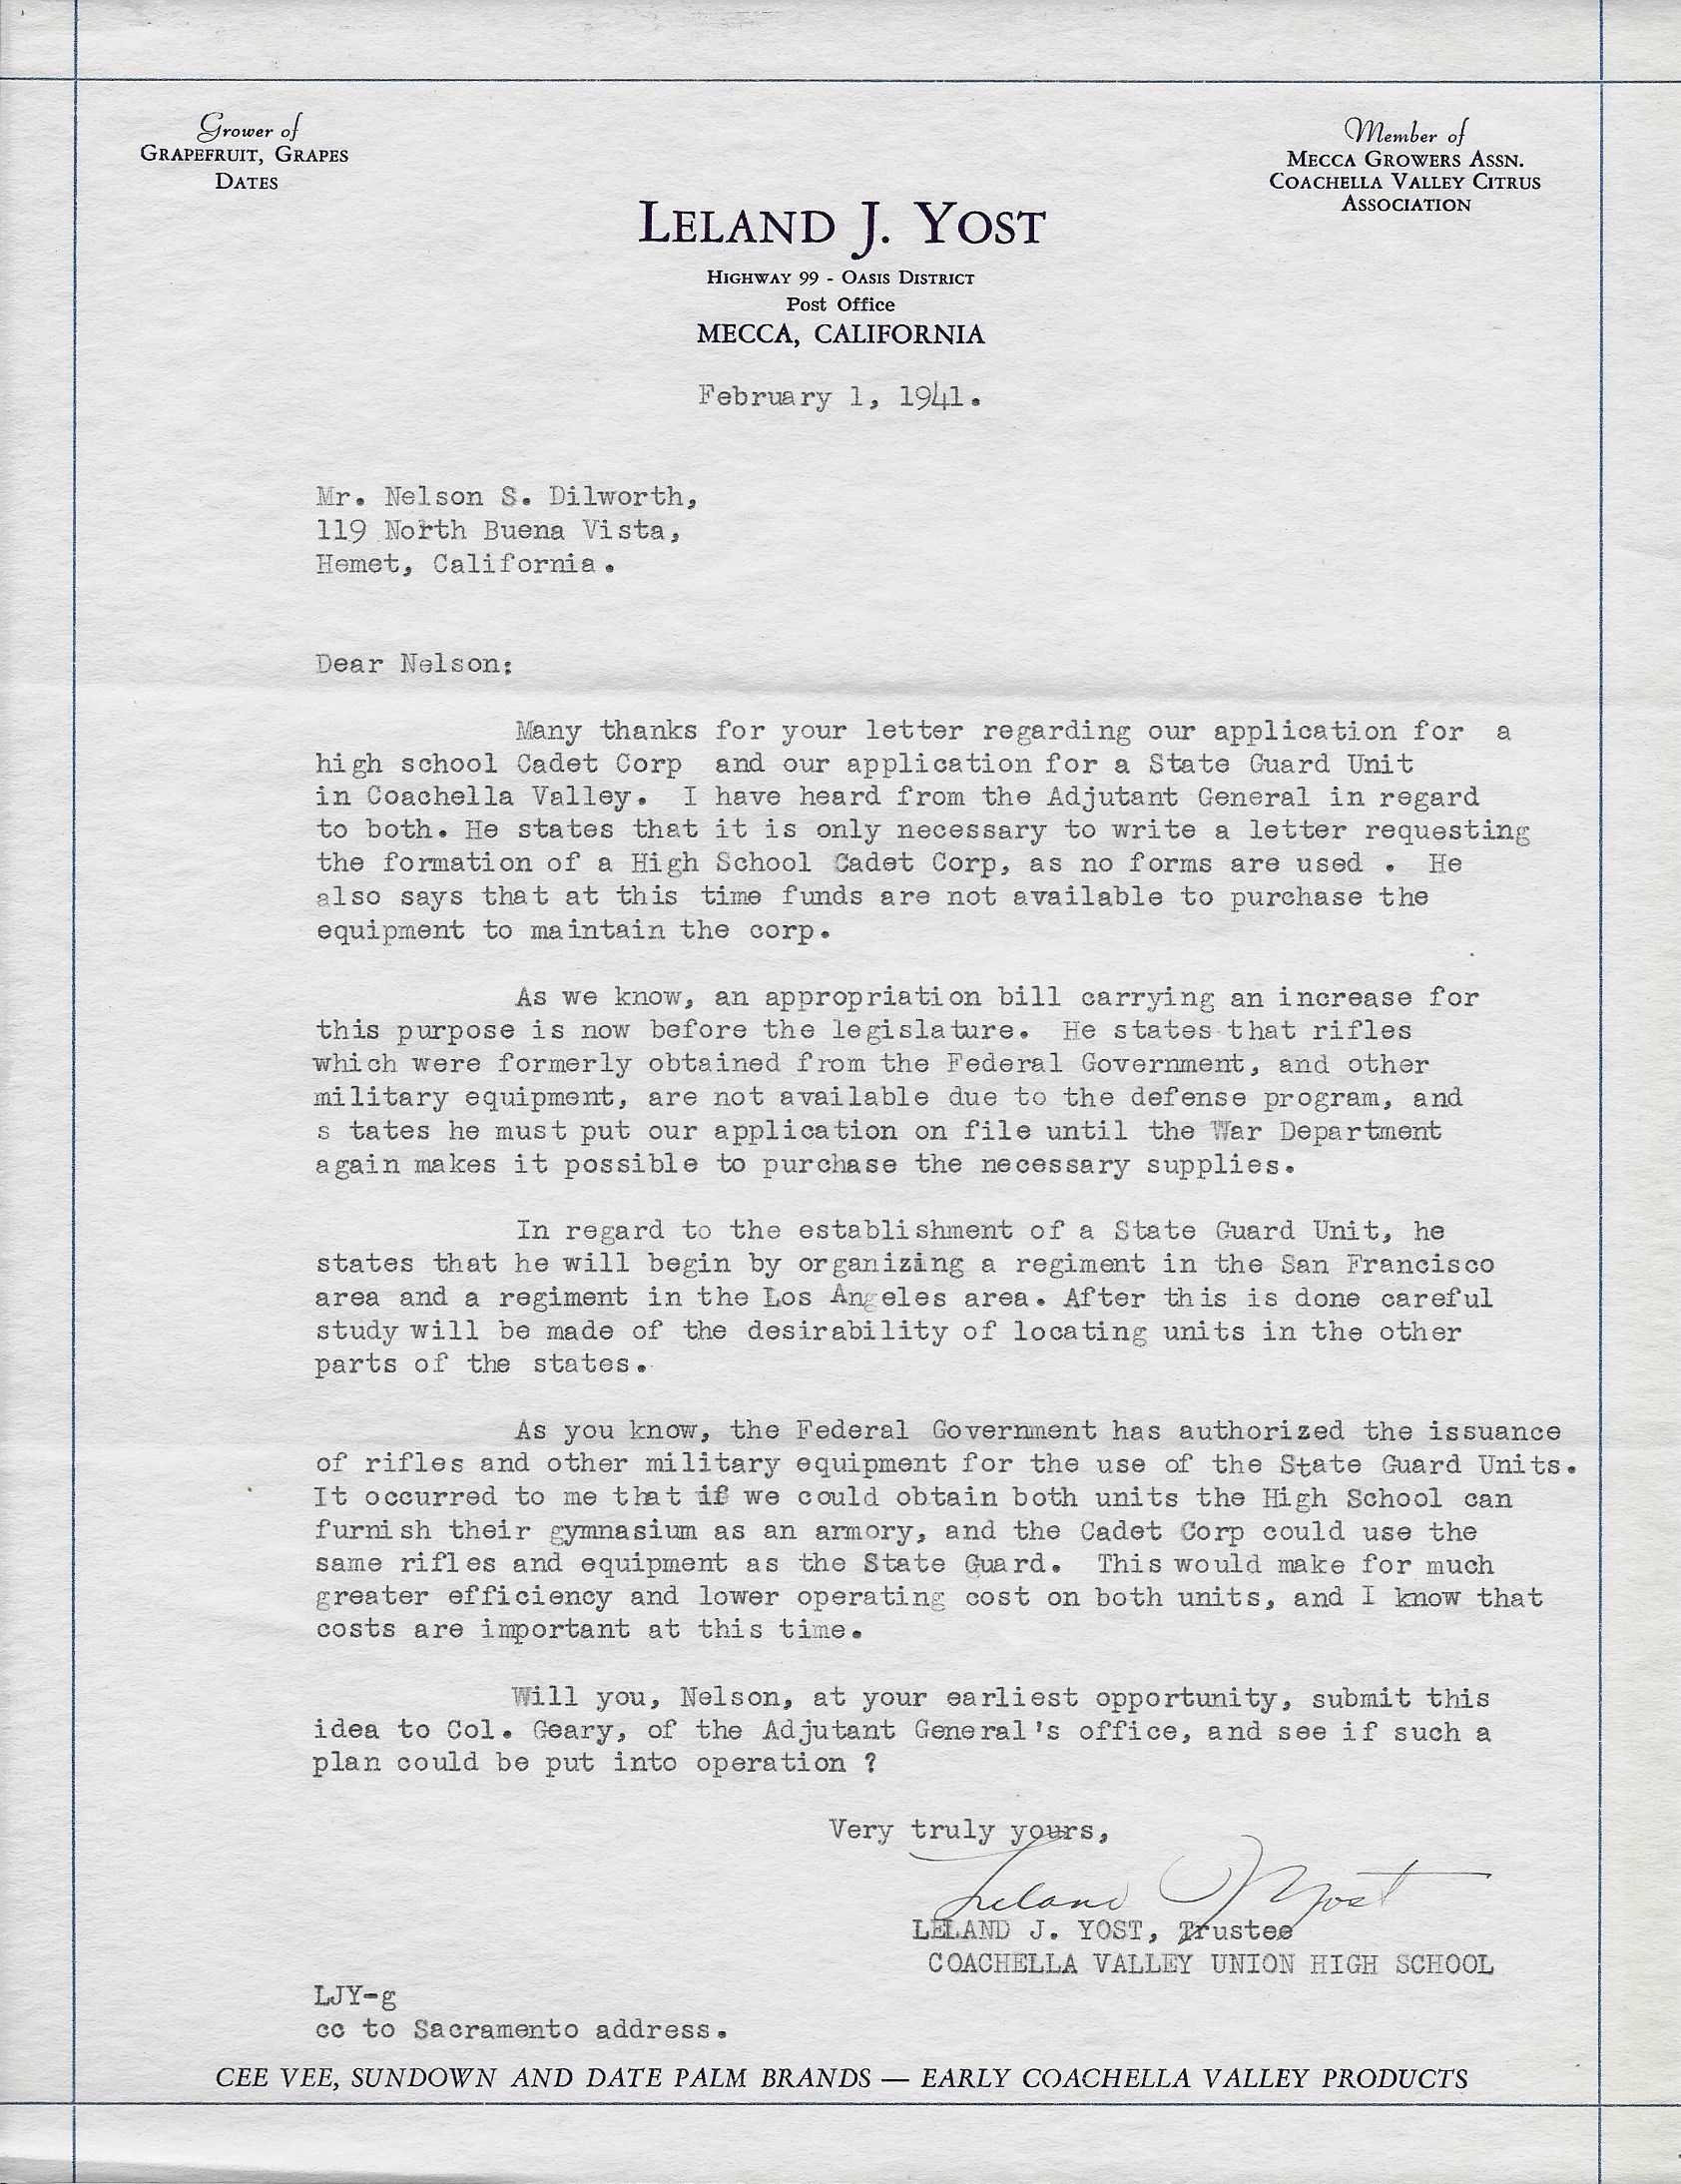 Grower of
GRAPEFRUIT, GRAPES
DATES
Member of
MECCA GROWERS ASSN.
COACHELLA VALLEY CITRUS
ASSOCIATION
LELAND J. YOST
HIGHWAY 99 - OASIS DISTRICT
Post Office
MECCA, CALIFORNIA
February 1, 1941.
Mr. Nelson S. Dilworth,
119 North Buena Vista,
Hemet, California.
Dear Nelson:
Many thanks for your letter regarding our application for a
high school Cadet Corp and our application for a State Guard Unit
in Coachella Valley. I have heard from the Adjutant General in regard
to both. He states that it is only necessary to write a letter requesting
the formation of a High School Cadet Corp, as no forms are used . He
also says that at this time funds are not available to purchase the
equipment to maintain the corp.
As we know, an appropriation bill carrying an increase for
this purpose is now before the legislature. He states that rifles
which were formerly obtained from the Federal Government, and other
military equipment, are not available due to the defense program, and
s tates he must put our application on file until the War Department
again makes it possible to purchase the necessary supplies.
In regard to the establishment of a State Guard Unit, he
states that he will begin by organizing a regiment in the San Francisco
area and a regiment in the Los Angeles area. After this is done careful
study will be made of the desirability of locating units in the other
parts of the states.
As you know, the Federal Government has authorized the issuance
of rifles and other military equipment for the use of the State Guard Units.
It occurred to me that if we could obtain both units the High School can
furnish their gymnasium as an armory, and the Cadet Corp could use the
same rifles and equipment as the State Guard. This would make for much
greater efficiency and lower operating cost on both units, and I know that
costs are important at this time.
Will you, Nelson, at your earliest opportunity, submit this
idea to Col. Geary, of the Adjutant General's office, and see if such a
plan could be put into operation ?
Very truly yours,
Leland J Yost
LELAND J. YOST, Trustee
COACHELLA VALLEY UNION HIGH SCHOOL
LJY-g
cc to Sacramento address.
CEE VEE, SUNDOWN AND DATE PALM BRANDS — EARLY COACHELLA VALLEY PRODUCTS